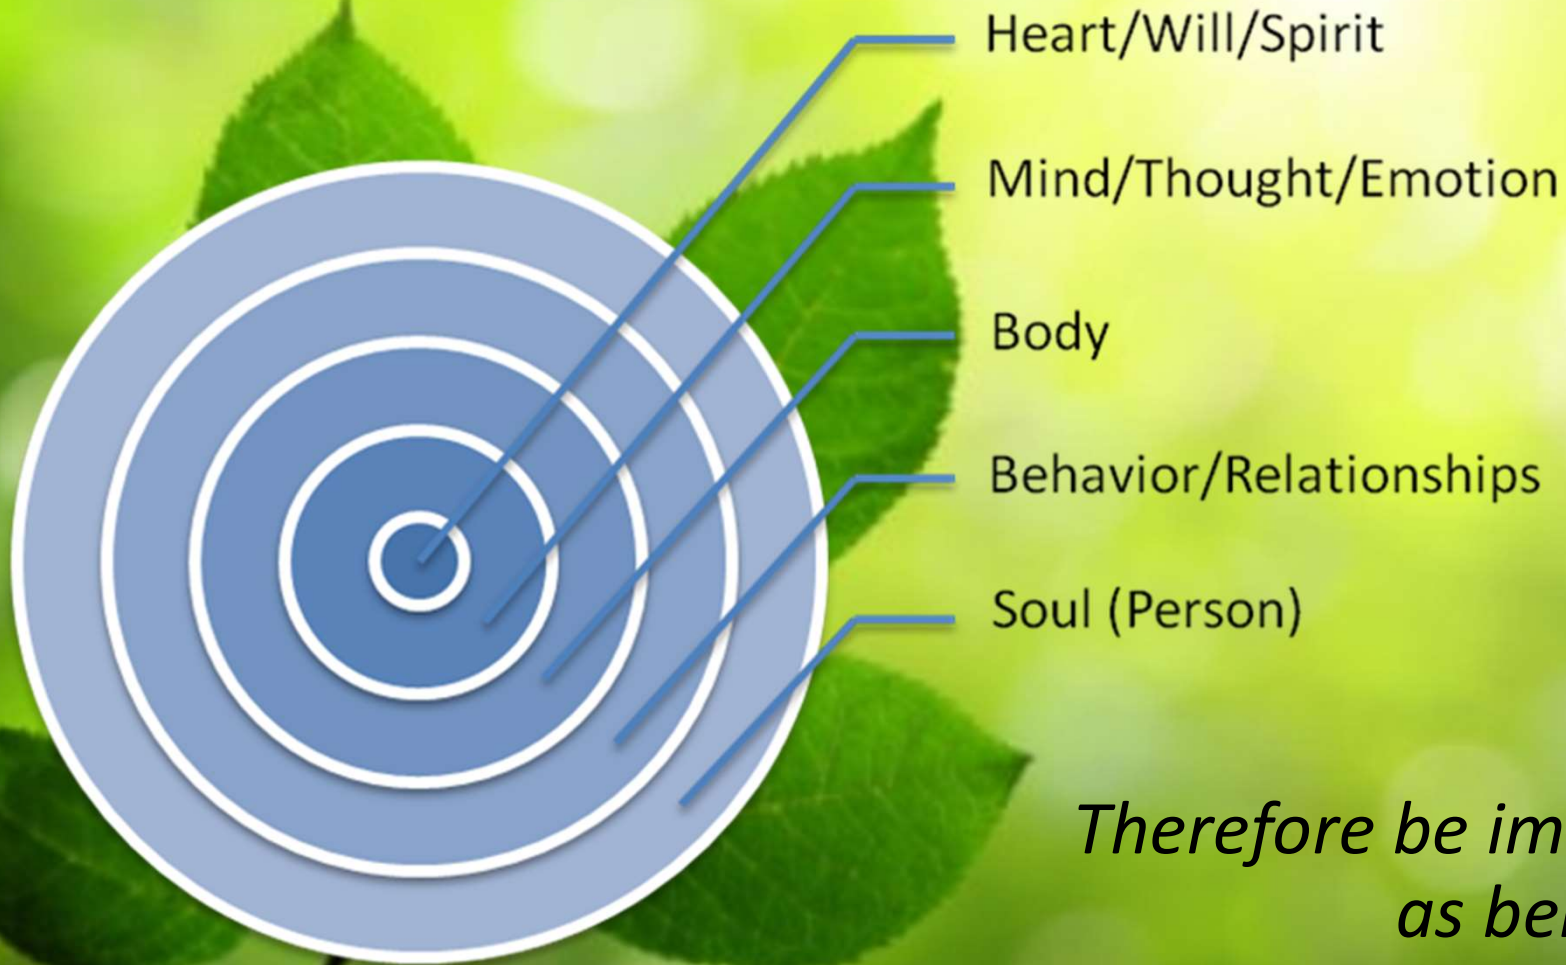 Heart/Will/Spirit
Mind/Thought/Emotion
Body
Behavior/Relationships
Soul (Person)
Therefore be
as